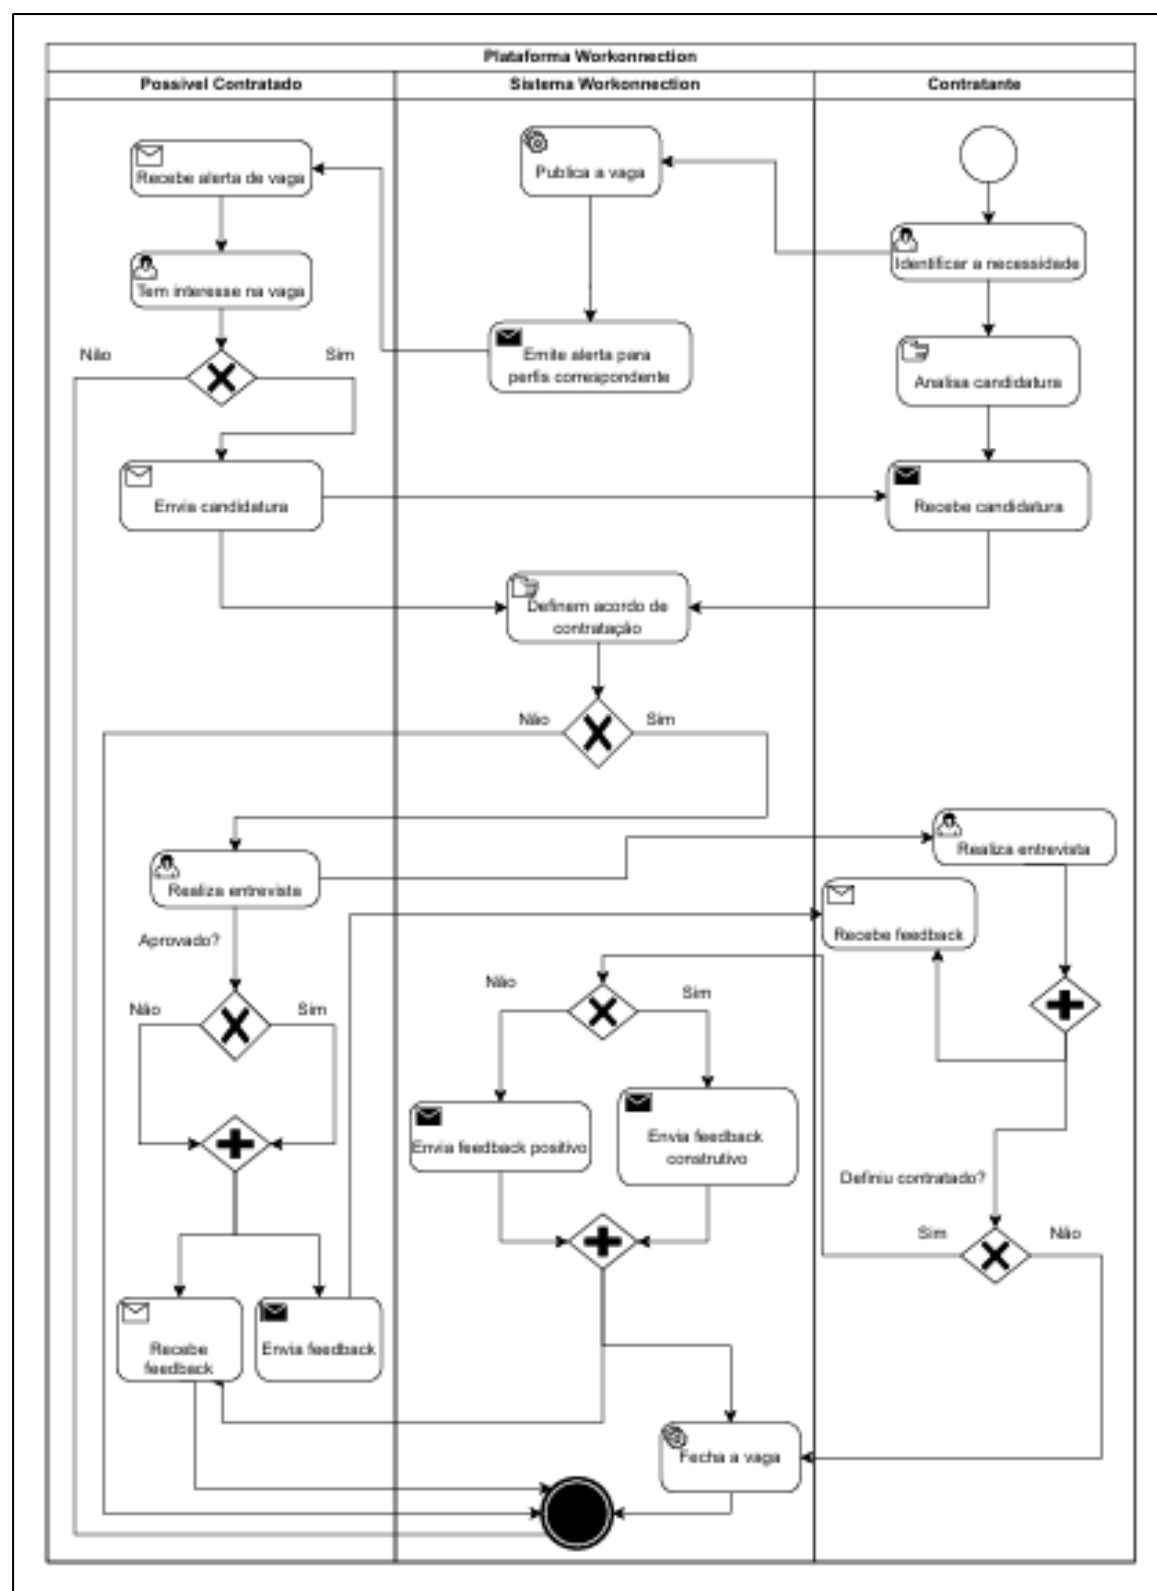 Plataforma Workonnection
Possivel Contratado
Sistema Workonnection
Contratante
Recebe alerta de vaga
Publica a vaga
Identificar a necessidade
Tem interesse na vaga
Não
Sim
Emite alerta para
perfis correspondente
Analisa candidatura
Envia candidatura
Recebe candidatura
Definem acordo de
contratação
Não
Sim
Realiza entrevista
Realiza entrevista
Aprovado?
Recebe feedback
Não
Sim
Não
Sim
Envia feedback positivo
Envia feedback
construtivo
Definiu contratado?
Sim
Não
Recebe
feedback
Envia feedback
Fecha a vaga